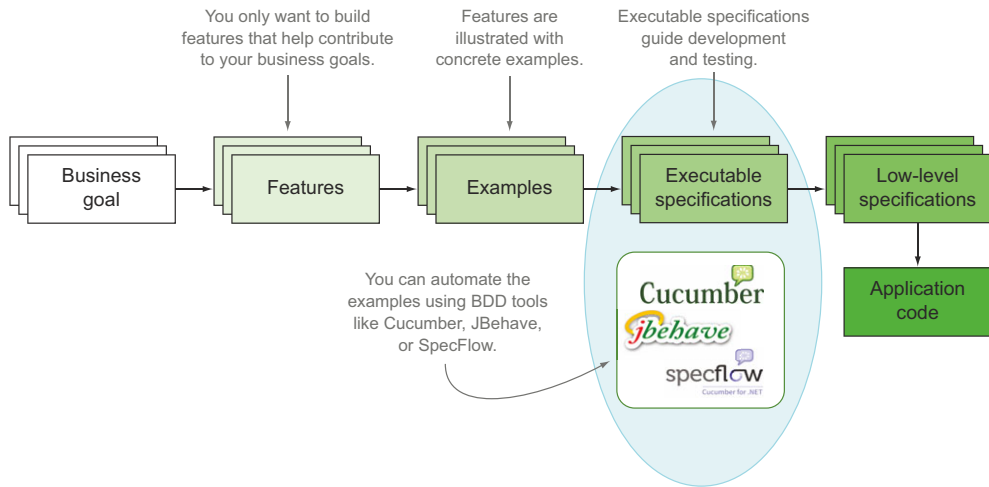 You only want to build
features that help contribute
to your business goals.
Features are
illustrated with
concrete examples.
Executable specifications
guide development
and testing.
Business
goal
Features
Examples
Executable
specifications
Low-level
specifications
Application
code
You can automate the
examples using BDD tools
like Cucumber, JBehave,
or SpecFlow.
Cucumber
jbehave
specflow
Cucumber for .NET